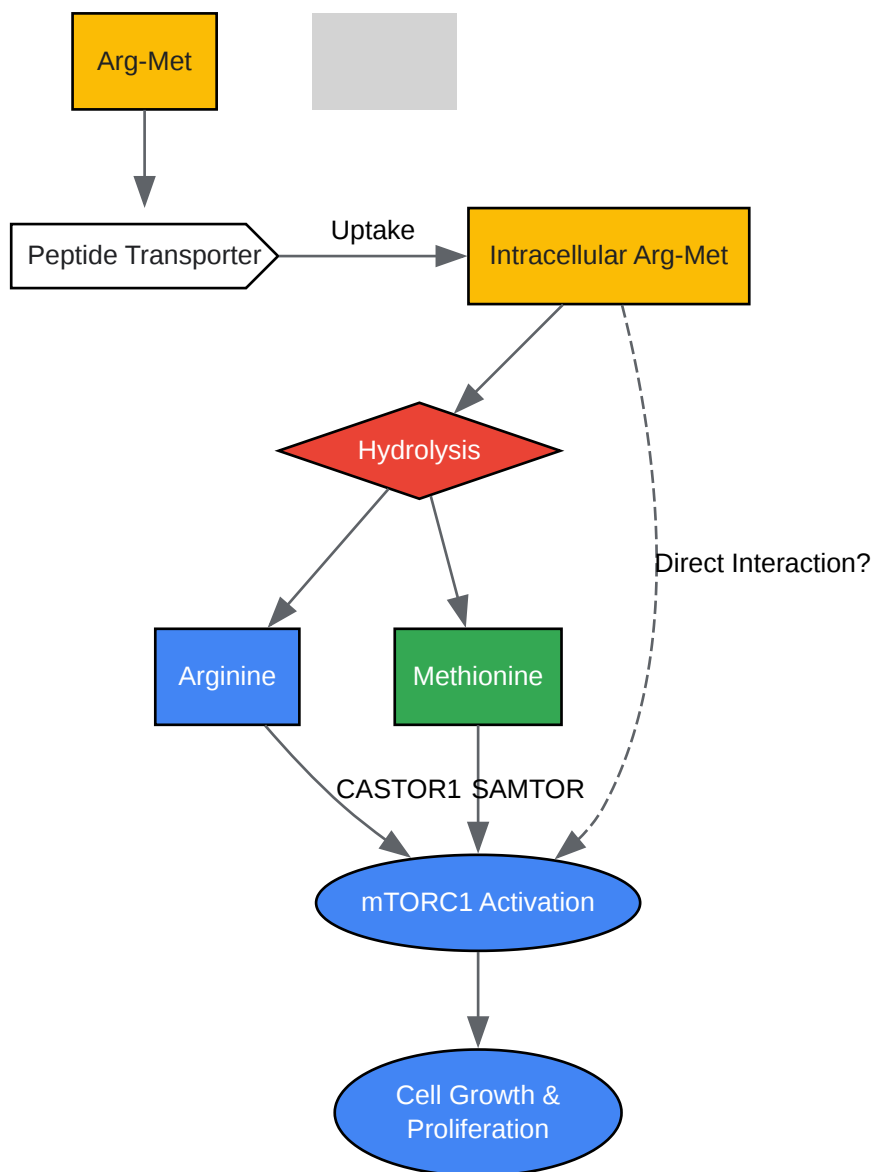 Arg-Met
Peptide Transporter
Uptake
Intracellular Arg-Met
Hydrolysis
Direct Interaction?
Arginine
Methionine
CASTOR1
SAMTOR
mTORC1 Activation
Cell Growth &
Proliferation